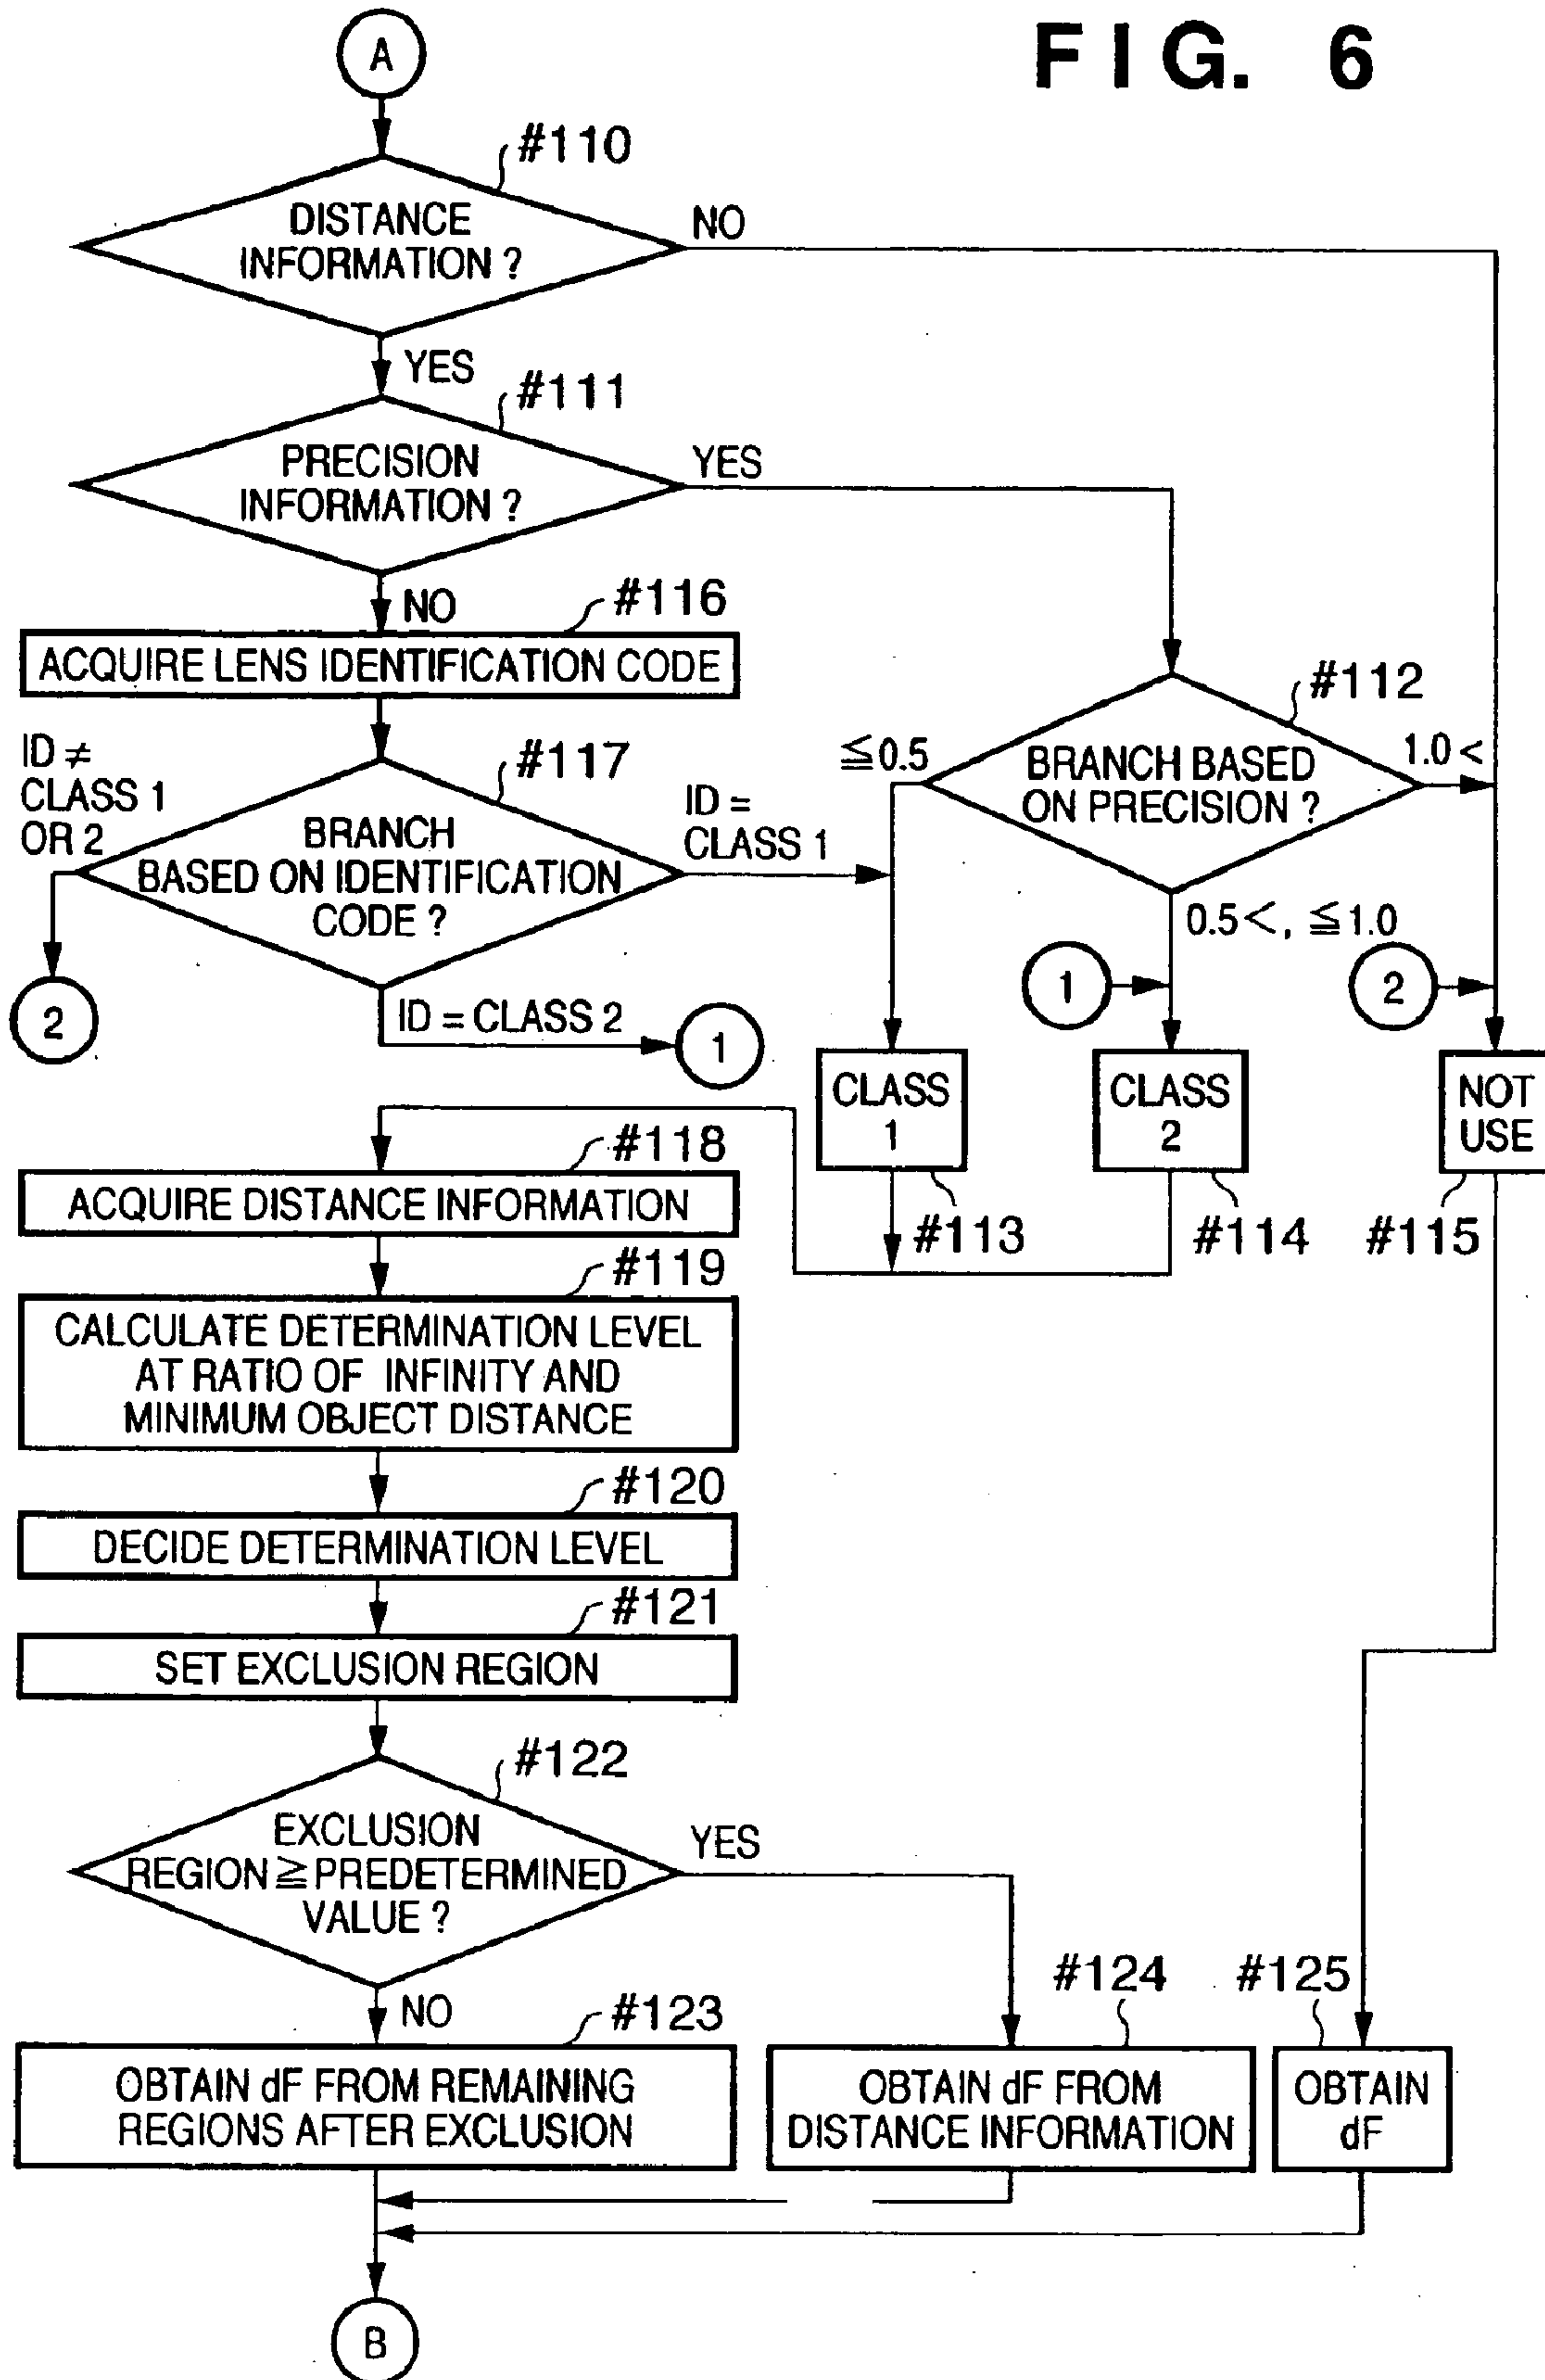 FIG. 6
A
#110
DISTANCE
INFORMATION ?
NO
YES
#111
PRECISION
INFORMATION ?
YES
NO
#116
ACQUIRE LENS IDENTIFICATION CODE
#112
BRANCH BASED
ON PRECISION ?
≦0.5
1.0<
0.5<, ≦1.0
ID ≠
CLASS 1
OR 2
#117
BRANCH
BASED ON IDENTIFICATION
CODE ?
ID =
CLASS 1
2
ID = CLASS 2
1
1
2
CLASS
1
CLASS
2
NOT
USE
#113
#114
#115
#118
ACQUIRE DISTANCE INFORMATION
#119
CALCULATE DETERMINATION LEVEL
AT RATIO OF INFINITY AND
MINIMUM OBJECT DISTANCE
#120
DECIDE DETERMINATION LEVEL
#121
SET EXCLUSION REGION
#122
EXCLUSION
REGION≧PREDETERMINED
VALUE ?
YES
NO
#123
OBTAIN dF FROM REMAINING
REGIONS AFTER EXCLUSION
#124
OBTAIN dF FROM
DISTANCE INFORMATION
#125
OBTAIN
dF
B